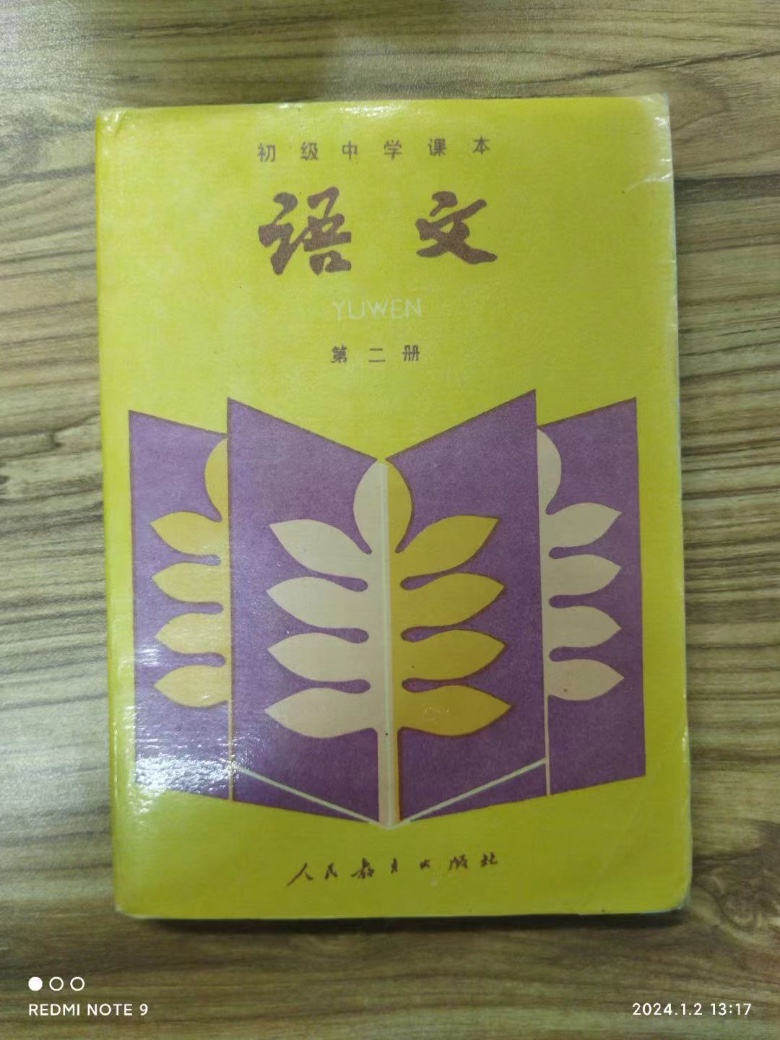 初级中学课本
语文
YUWEN
第二册
人民教育出版社
REDMI NOTE 9
2024.1.2 13:17